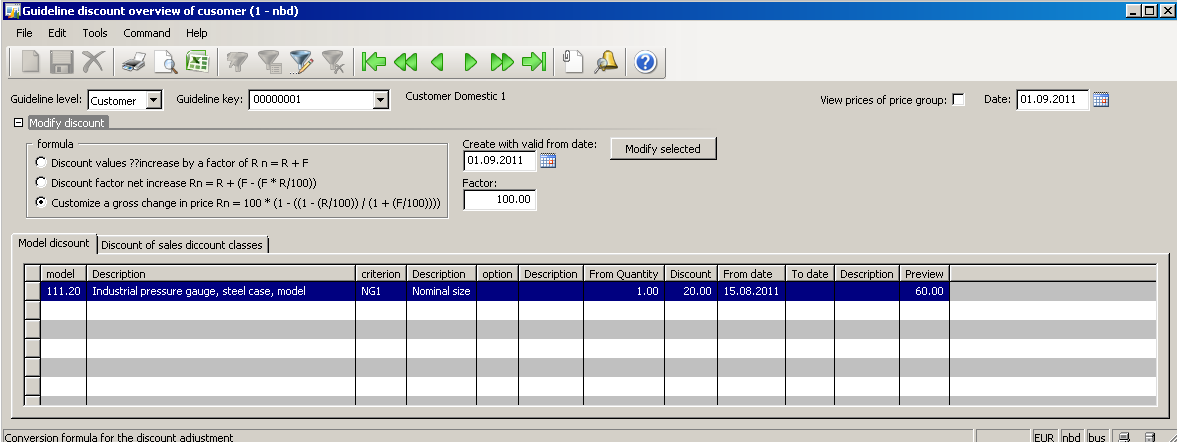 Guideline discount overview of cusomer (1 - nbd)
File Edit Tools Command Help
Guideline level: Customer Guideline key: 00000001 Customer Domestic 1 View prices of price group: Date: 01.09.2011
Modify discount
formula
Discount values ??increase by a factor of R n = R + F
Discount factor net increase Rn = R + (F - (F * R/100))
Customize a gross change in price Rn = 100 * (1 - ((1 - (R/100)) / (1 + (F/100))))
Create with valid from date:
01.09.2011
Modify selected
Factor:
100.00
Model dicsount Discount of sales diccount classes
model Description criterion Description option Description From Quantity Discount From date To date Description Preview
111.20 Industrial pressure gauge, steel case, model NG1 Nominal size 1.00 20.00 15.08.2011 60.00
Conversion formula for the discount adjustment EUR nbd bus